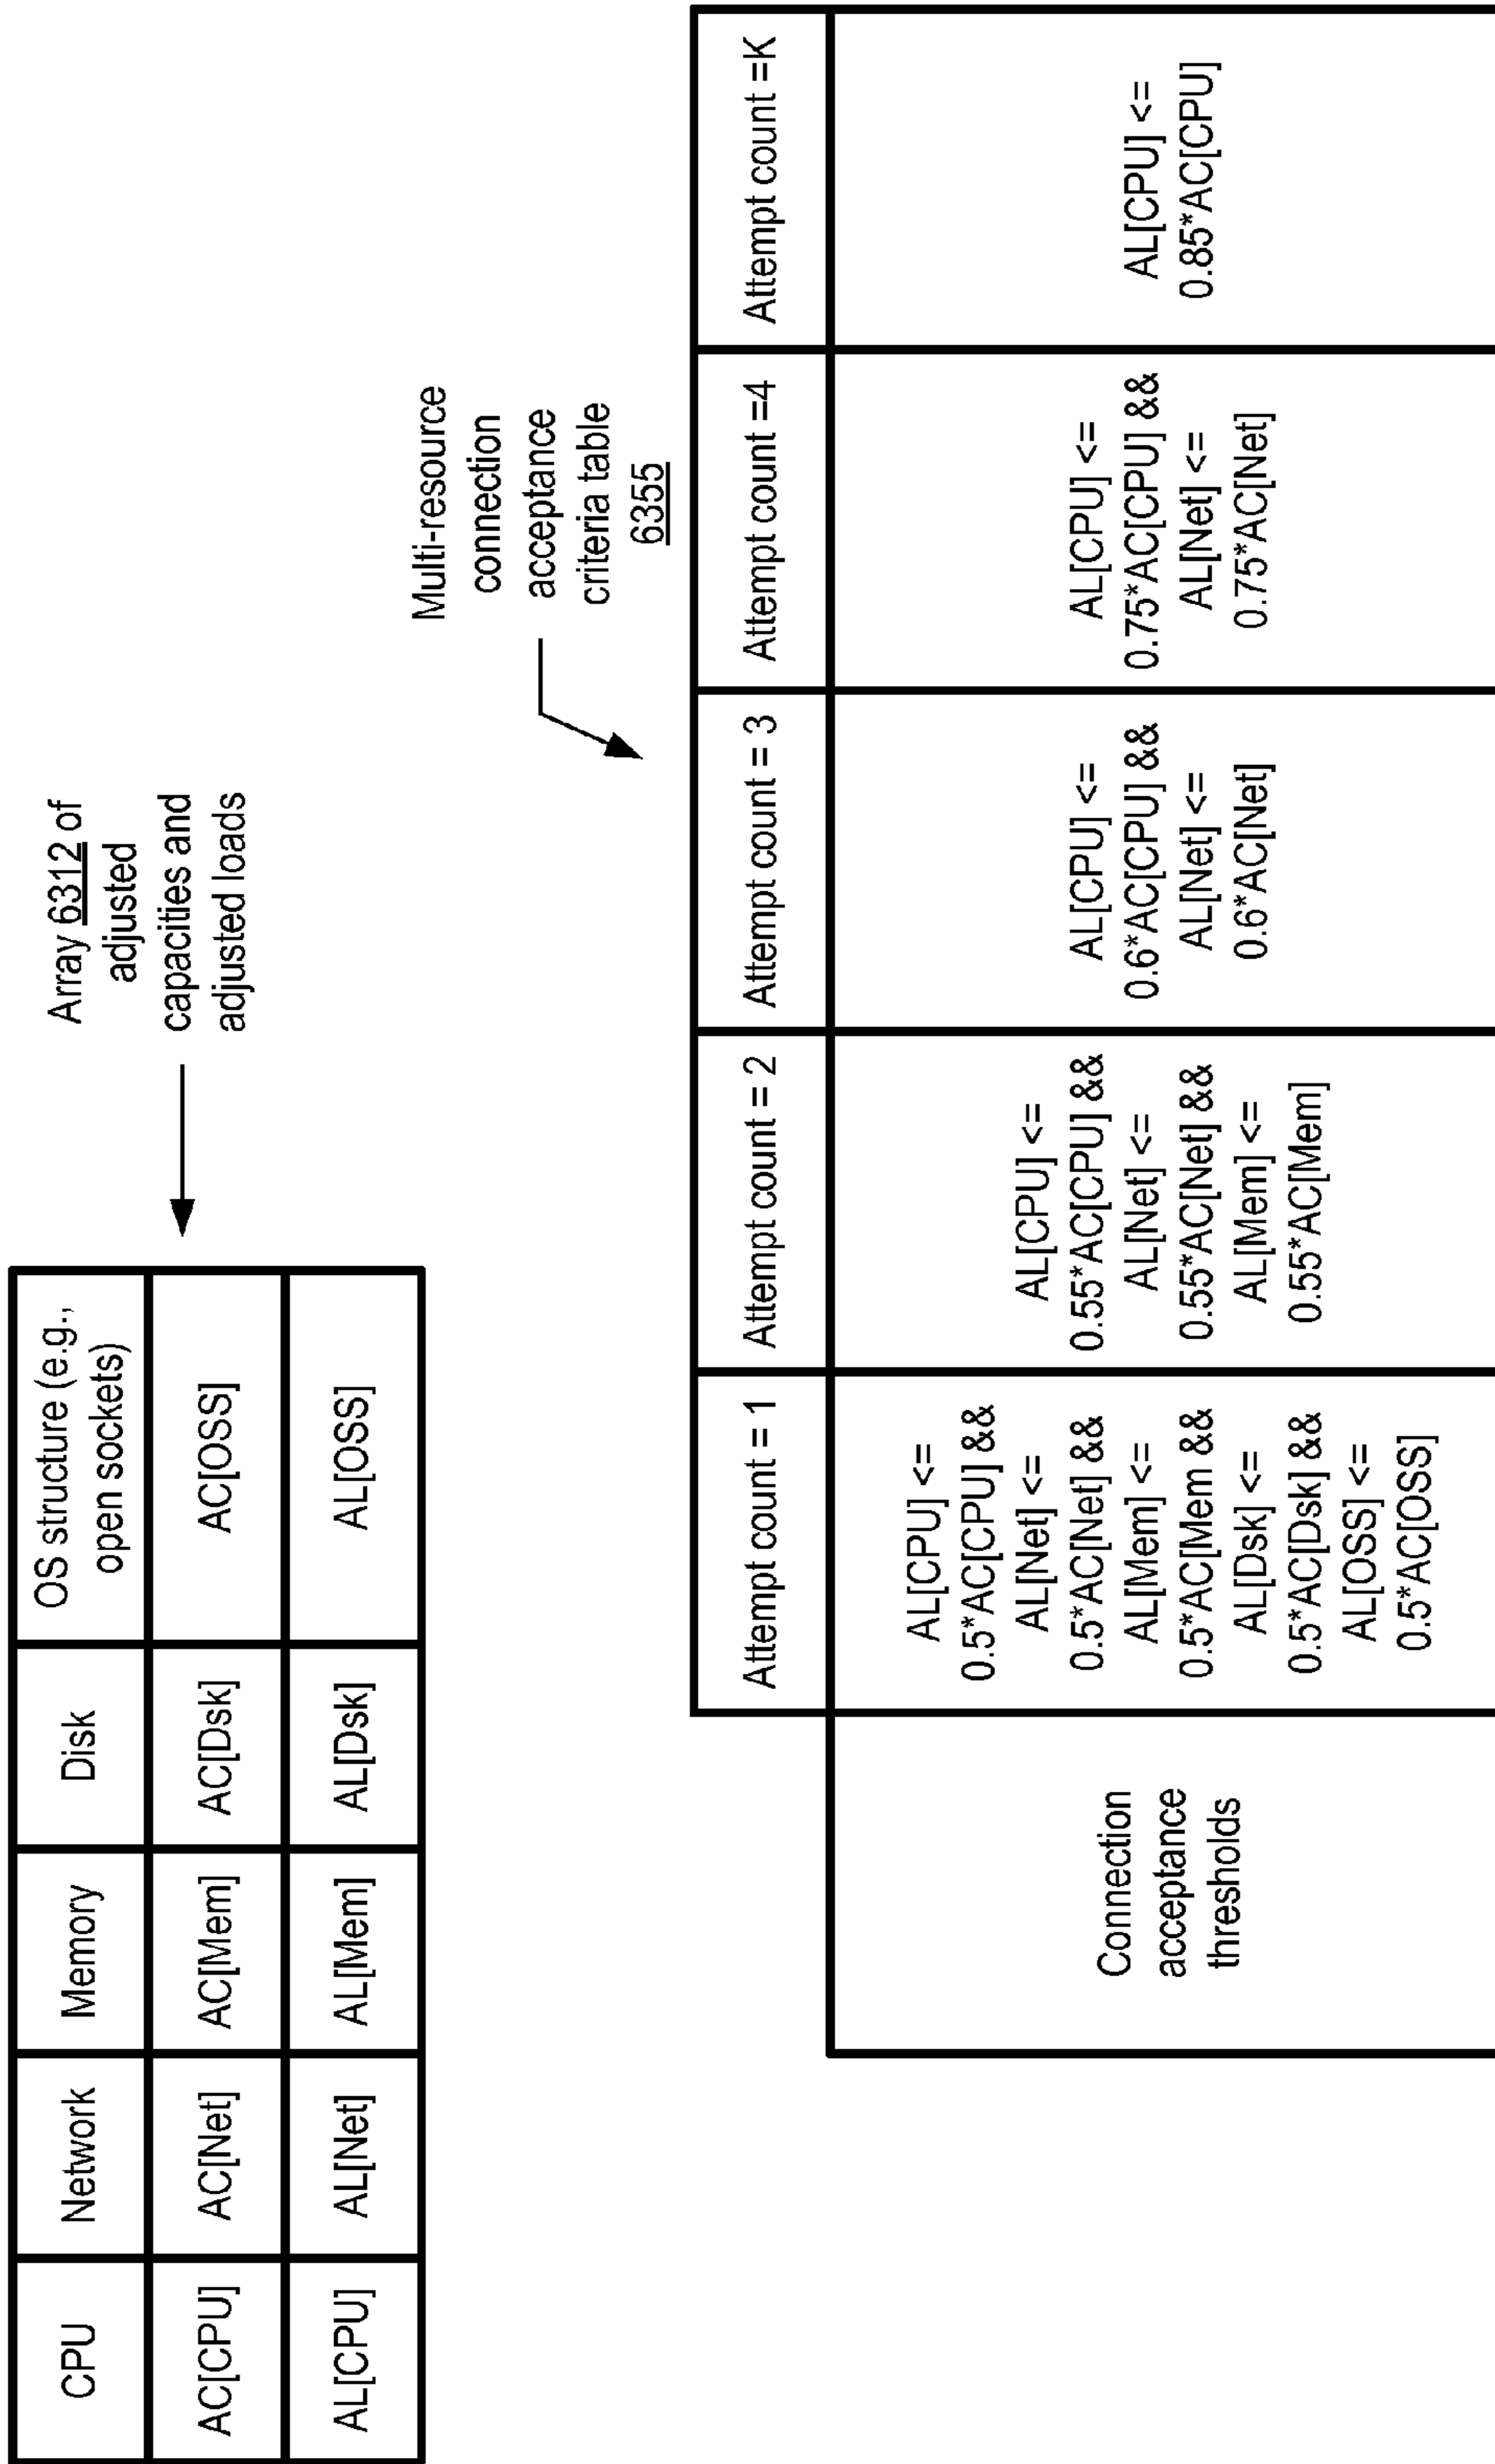 CPU
Network
Memory
Disk
OS structure (e.g.,
open sockets)
AC[CPU]
AC[Net]
AC[Mem]
AC[Dsk]
AC[OSS]
AL[CPU]
AL[Net]
AL[Mem]
AL[Dsk]
AL[OSS]
Array 6312 of
adjusted
capacities and
adjusted loads
Multi-resource
connection
acceptance
criteria table
6355
Attempt count = 1
Attempt count = 2
Attempt count = 3
Attempt count =4
Attempt count =K
Connection
acceptance
thresholds
AL[CPU] <=
0.5*AC[CPU] &&
AL[Net] <=
0.5*AC[Net] &&
AL[Mem] <=
0.5*AC[Mem &&
AL[Dsk] <=
0.5*AC[Dsk] &&
AL[OSS] <=
0.5*AC[OSS]
AL[CPU] <=
0.55*AC[CPU] &&
AL[Net] <=
0.55*AC[Net] &&
AL[Mem] <=
0.55*AC[Mem]
AL[CPU] <=
0.6*AC[CPU] &&
AL[Net] <=
0.6*AC[Net]
AL[CPU] <=
0.75*AC[CPU] &&
AL[Net] <=
0.75*AC[Net]
AL[CPU] <=
0.85*AC[CPU]